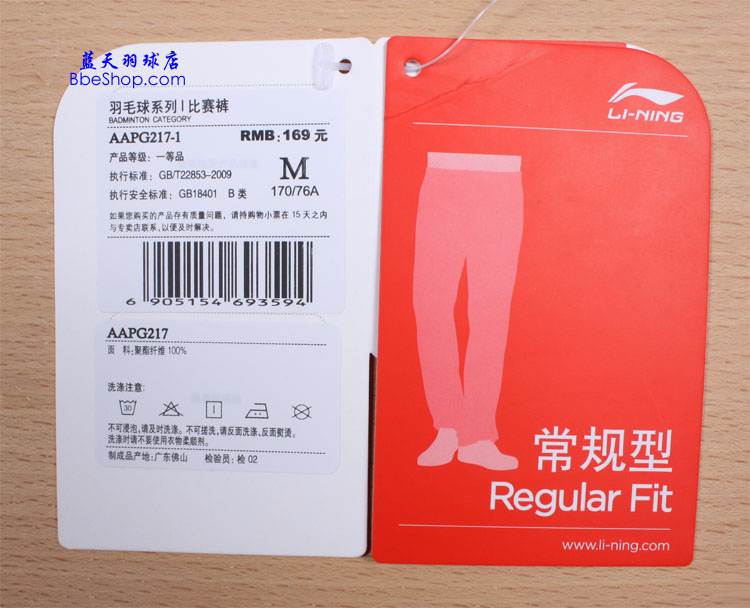 蓝天羽球店
BbeShop.com
羽毛球系列 | 比赛裤
BADMINTON CATEGORY
AAPG217-1 RMB: 169 元
产品等级: 一等品
执行标准: GB/T22853-2009
执行安全标准: GB18401 B 类
M
170/76A
如果您购买的产品存有质量问题, 请持购物小票在 15 天之内
与专卖店联系, 以便及时解决。
6 905154 693594
AAPG217
面 料:聚酯纤维 100%
洗涤注意:
30
不可浸泡,请及时洗涤。不可搓洗,请反面洗涤、反面熨烫。
洗涤时请不要使用衣物柔顺剂。
制成品产地: 广东佛山 检验员: 检 02
LI-NING
常规型
Regular Fit
www.li-ning.com